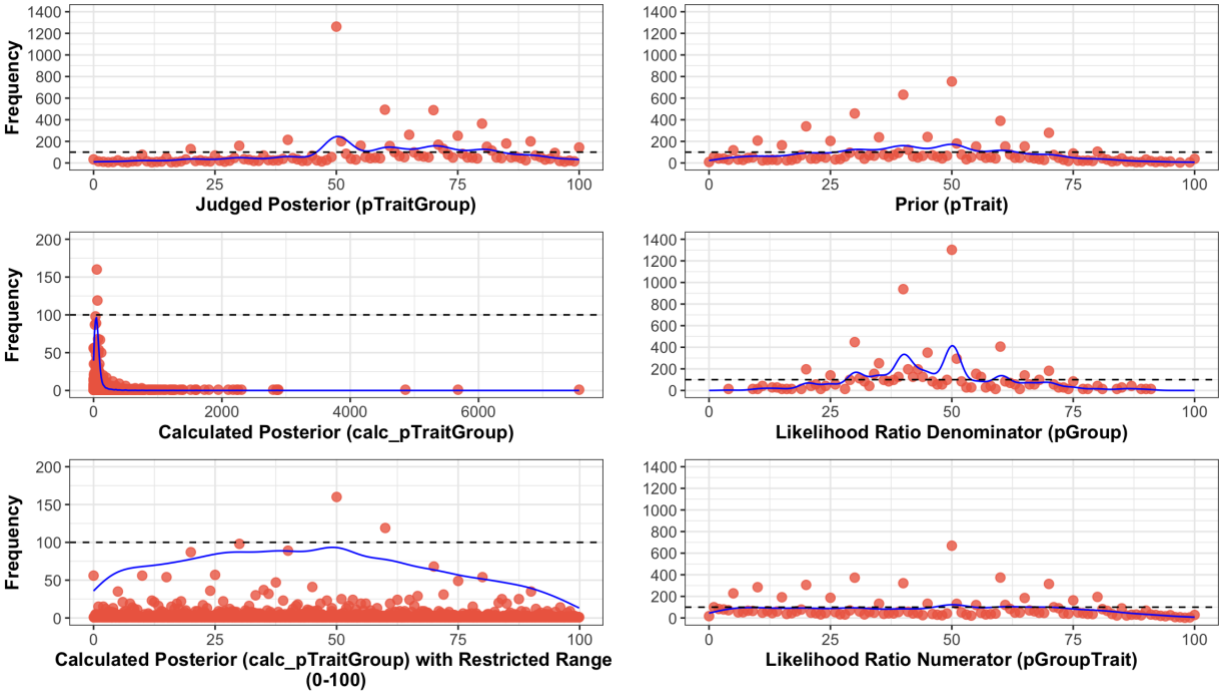 1400
1200
1000
800
600
400
200
0
Frequency
0 25 50 75 100
Judged Posterior (pTraitGroup)
1400
1200
1000
800
600
400
200
0
0 25 50 75 100
Prior (pTrait)
200
150
100
50
0
Frequency
0 2000 4000 6000
Calculated Posterior (calc_pTraitGroup)
1400
1200
1000
800
600
400
200
0
0 25 50 75 100
Likelihood Ratio Denominator (pGroup)
200
150
100
50
0
Frequency
0 25 50 75 100
Calculated Posterior (calc_pTraitGroup) with Restricted Range
(0-100)
1400
1200
1000
800
600
400
200
0
0 25 50 75 100
Likelihood Ratio Numerator (pGroupTrait)